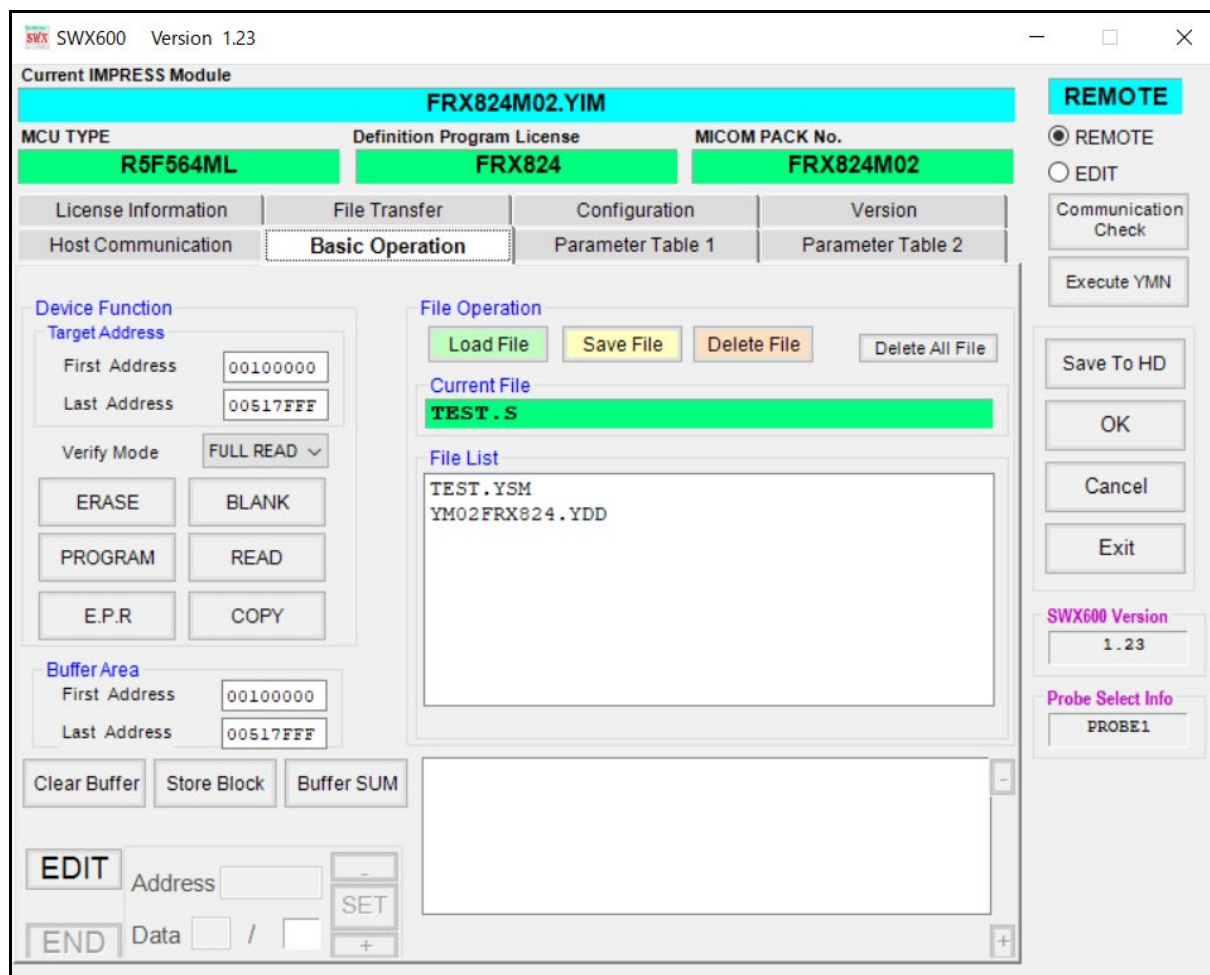 SWX SWX600 Version 1.23
Current IMPRESS Module
FRX824M02.YIM
MCU TYPE Definition Program License MICOM PACK No.
R5F564ML FRX824 FRX824M02
License Information File Transfer Configuration Version
Host Communication Basic Operation Parameter Table 1 Parameter Table 2
Device Function
Target Address
First Address 00100000
Last Address 00517FFF
Verify Mode FULL READ
ERASE BLANK
PROGRAM READ
E.P.R COPY
Buffer Area
First Address 00100000
Last Address 00517FFF
Clear Buffer Store Block Buffer SUM
EDIT Address - SET
END Data / +
File Operation
Load File Save File Delete File Delete All File
Current File
TEST.S
File List
TEST.YSM
YM02FRX824.YDD
-
+
REMOTE
REMOTE
EDIT
Communication
Check
Execute YMN
Save To HD
OK
Cancel
Exit
SWX600 Version
1.23
Probe Select Info
PROBE1